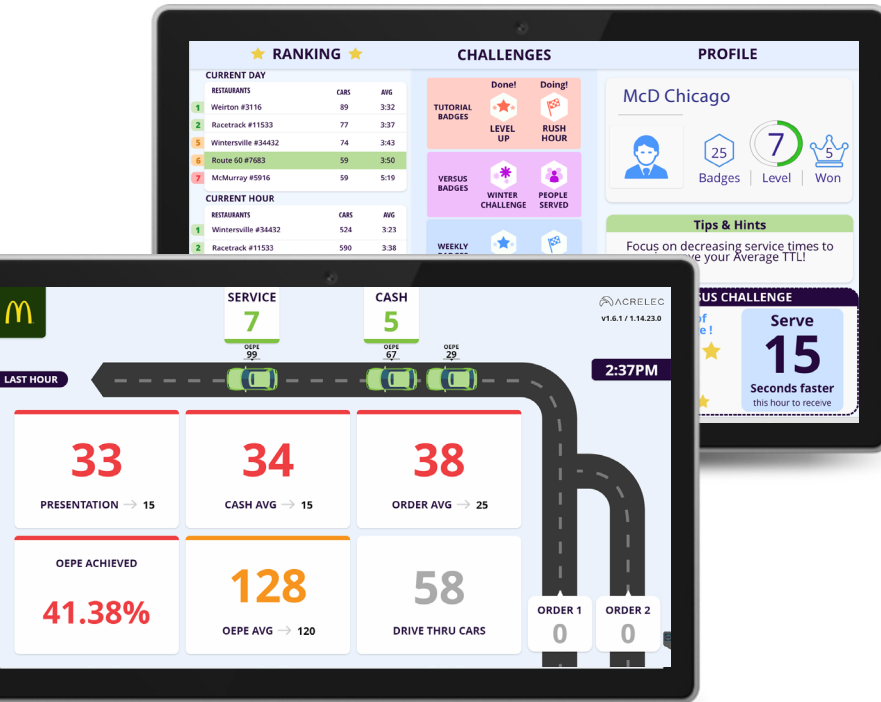 RANKING
CURRENT DAY
RESTAURANTS CARS AVG
1 Weirton #3116 89 3:32
2 Racetrack #11533 77 3:37
5 Wintersville #34432 74 3:43
6 Route 60 #7683 59 3:50
7 McMurray #5916 59 5:19
CURRENT HOUR
RESTAURANTS CARS AVG
1 Wintersville #34432 524 3:23
2 Racetrack #11533 590 3:38
CHALLENGES
Done! Doing!
TUTORIAL
BADGES
LEVEL
UP
RUSH
HOUR
VERSUS
BADGES
WINTER
CHALLENGE
PEOPLE
SERVED
WEEKLY
PROFILE
McD Chicago
25
Badges
7
Level
5
Won
Tips & Hints
Focus on decreasing service times to
your Average TTL!
CHALLENGE
of
Serve
15
Seconds faster
this hour to receive
SERVICE
7
CASH
5
ACRELEC
v1.6.1 / 1.14.23.0
OEPE
99
OEPE
67
OEPE
29
LAST HOUR
2:37PM
33
PRESENTATION → 15
34
CASH AVG → 15
38
ORDER AVG → 25
OEPE ACHIEVED
41.38%
128
OEPE AVG → 120
58
DRIVE THRU CARS
ORDER 1
0
ORDER 2
0